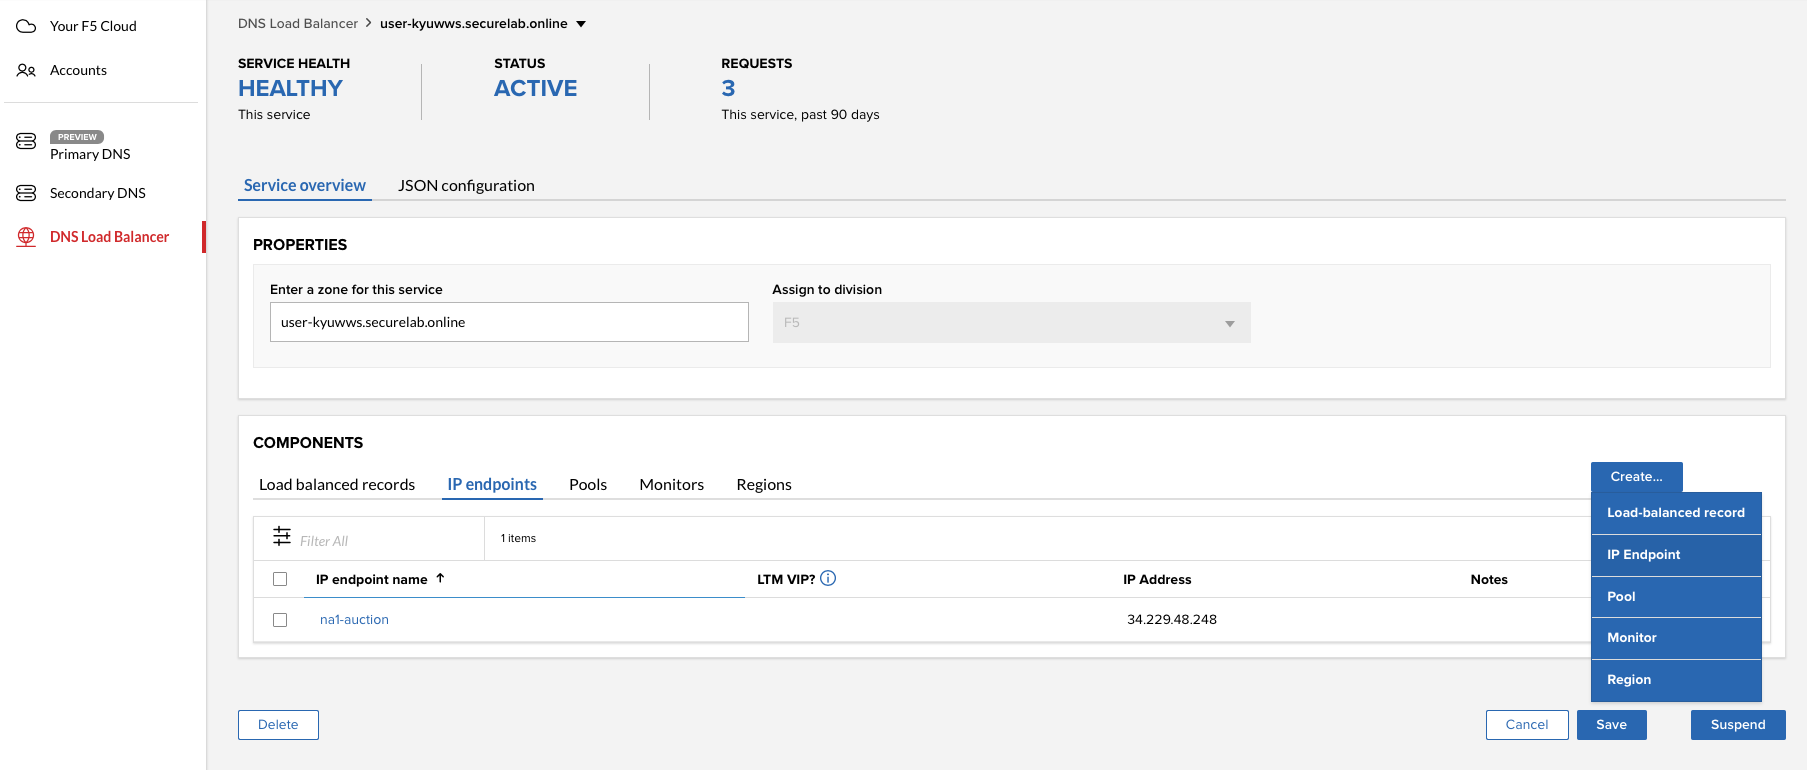 Your F5 Cloud
Accounts
PREVIEW
Primary DNS
Secondary DNS
DNS Load Balancer
DNS Load Balancer > user-kyuwws.securelab.online
SERVICE HEALTH
HEALTHY
This service
STATUS
ACTIVE
REQUESTS
3
This service, past 90 days
Service overview JSON configuration
PROPERTIES
Enter a zone for this service
user-kyuwws.securelab.online
Assign to division
F5
COMPONENTS
Load balanced records IP endpoints Pools Monitors Regions
Create...
Load-balanced record
IP Endpoint
Pool
Monitor
Region
Filter All
1 items
IP endpoint name ↑ LTM VIP? IP Address Notes
na1-auction 34.229.48.248
Delete Cancel Save Suspend